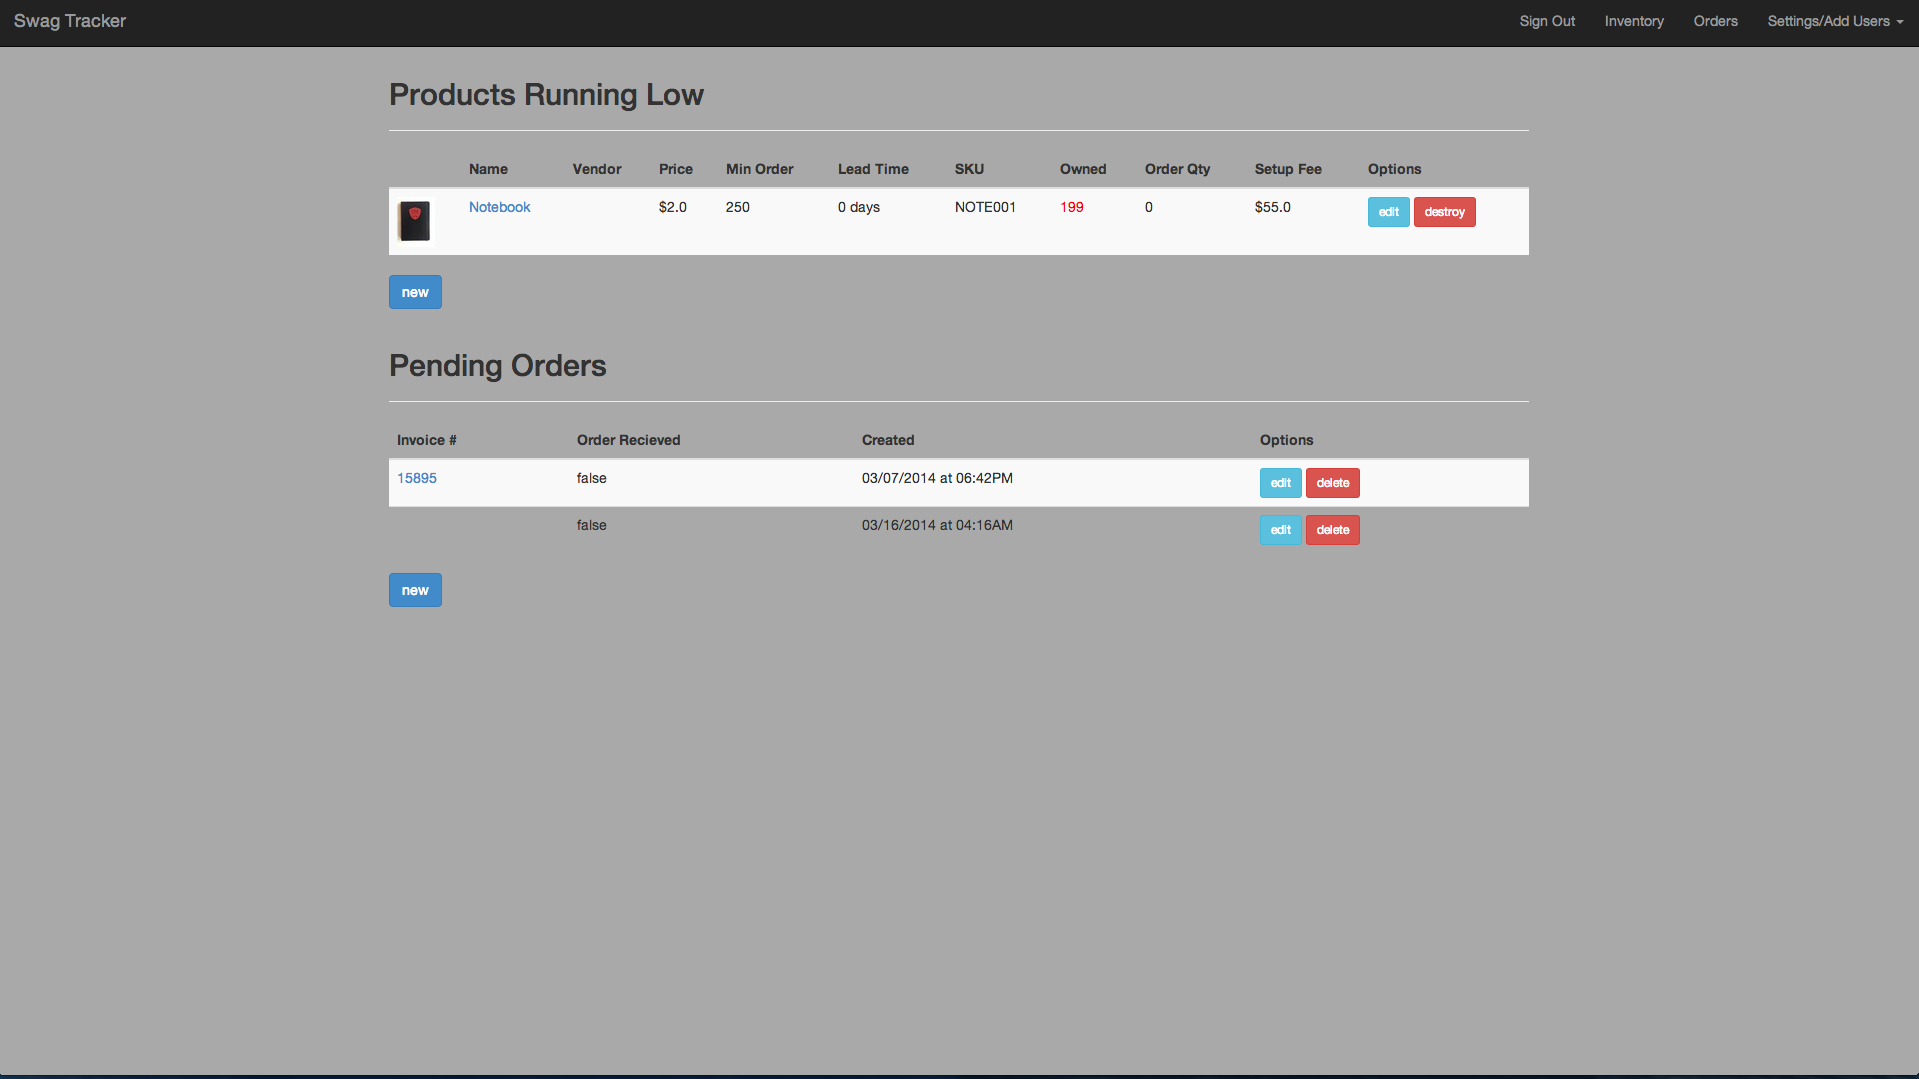 Swag Tracker Sign Out Inventory Orders Settings/Add Users
Products Running Low
Name Vendor Price Min Order Lead Time SKU Owned Order Qty Setup Fee Options
Notebook $2.0 250 0 days NOTE001 199 0 $55.0 edit destroy
new
Pending Orders
Invoice # Order Recieved Created Options
15895 false 03/07/2014 at 06:42PM edit delete
false 03/16/2014 at 04:16AM edit delete
new